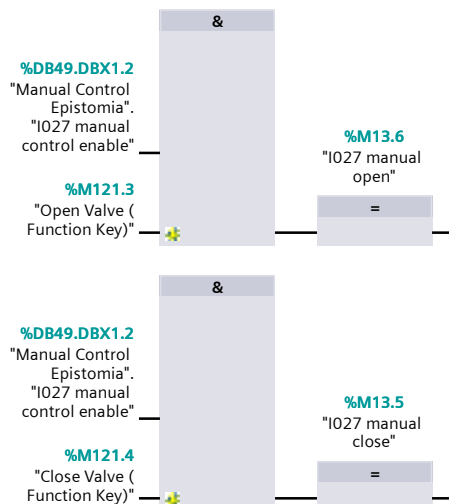 &
%DB49.DBX1.2
"Manual Control
Epistomia".
"I027 manual
control enable"
%M121.3
"Open Valve (
Function Key)"
%M13.6
"I027 manual
open"
=
&
%DB49.DBX1.2
"Manual Control
Epistomia".
"I027 manual
control enable"
%M121.4
"Close Valve (
Function Key)"
%M13.5
"I027 manual
close"
=